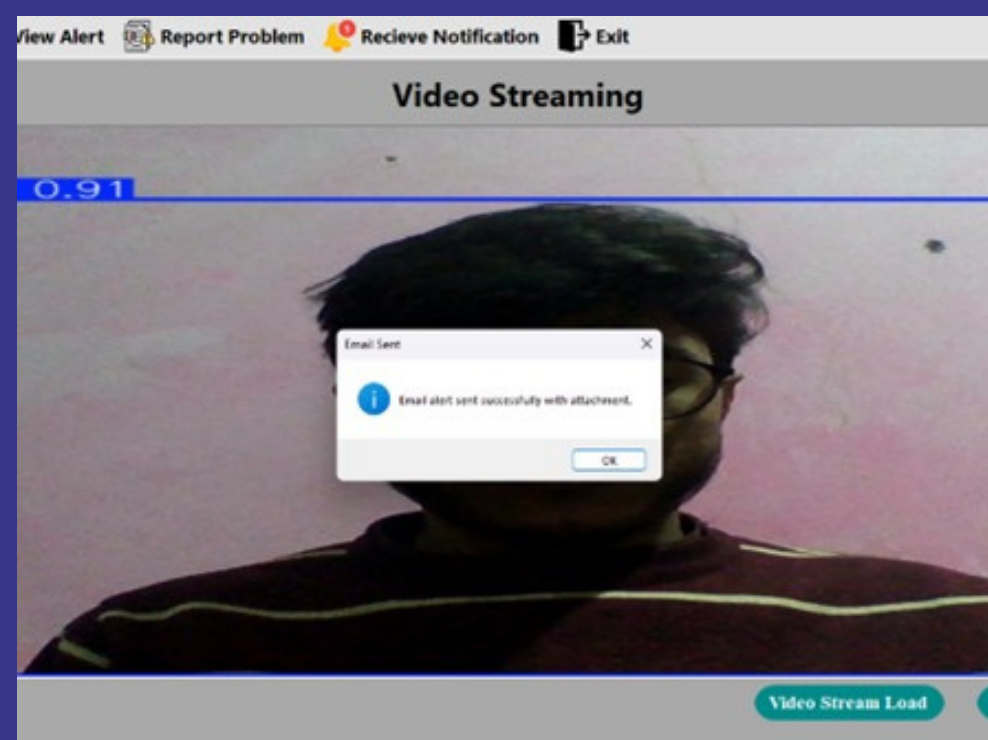 View Alert Report Problem 1 Recieve Notification Exit
Video Streaming
0.91
Email Sent
Email alert sent successfully with attachment.
OK
Video Stream Load